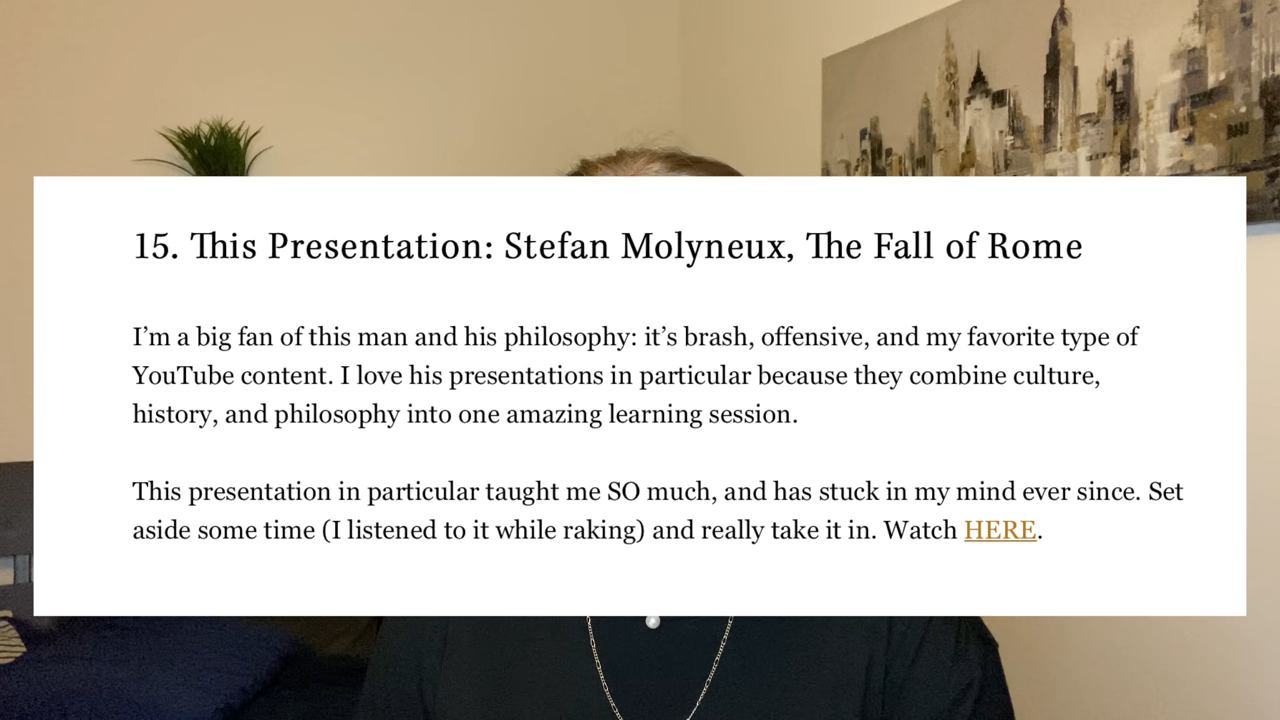 15. This Presentation: Stefan Molyneux, The Fall of Rome
I’m a big fan of this man and his philosophy: it’s brash, offensive, and my favorite type of
YouTube content. I love his presentations in particular because they combine culture,
history, and philosophy into one amazing learning session.
This presentation in particular taught me SO much, and has stuck in my mind ever since. Set
aside some time (I listened to it while raking) and really take it in. Watch HERE.